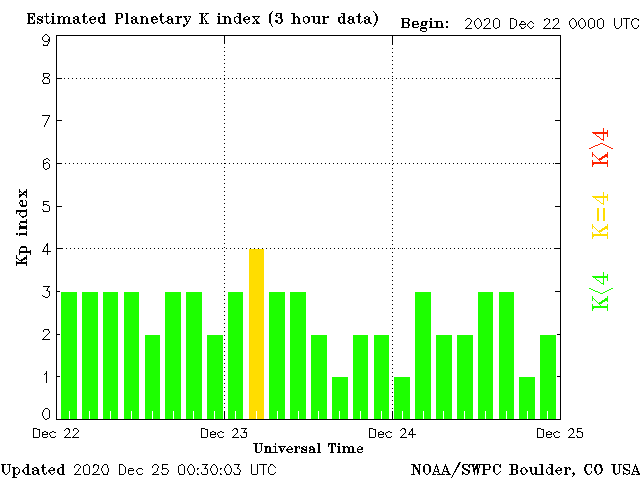 Estimated Planetary K index (3 hour data) Begin: 2020 Dec 22 0000 UTC
9
8
7
6
5
4
3
2
1
0
Kp index
K>4
K=4
K<4
Dec 22 Dec 23 Dec 24 Dec 25
Universal Time
Updated 2020 Dec 25 00:30:03 UTC NOAA/SWPC Boulder, CO USA